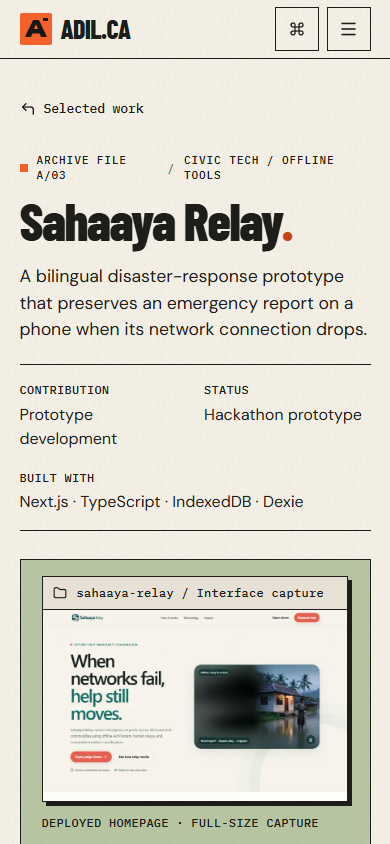 A ADIL.CA
⌘
Selected work
ARCHIVE FILE A/03 / CIVIC TECH / OFFLINE TOOLS
Sahaaya Relay.
A bilingual disaster-response prototype
that preserves an emergency report on a
phone when its network connection drops.
CONTRIBUTION
Prototype
development
STATUS
Hackathon prototype
BUILT WITH
Next.js · TypeScript · IndexedDB · Dexie
sahaaya-relay / Interface capture
Sahaaya Relay
When
networks fail,
help still
moves.
DEPLOYED HOMEPAGE · FULL-SIZE CAPTURE